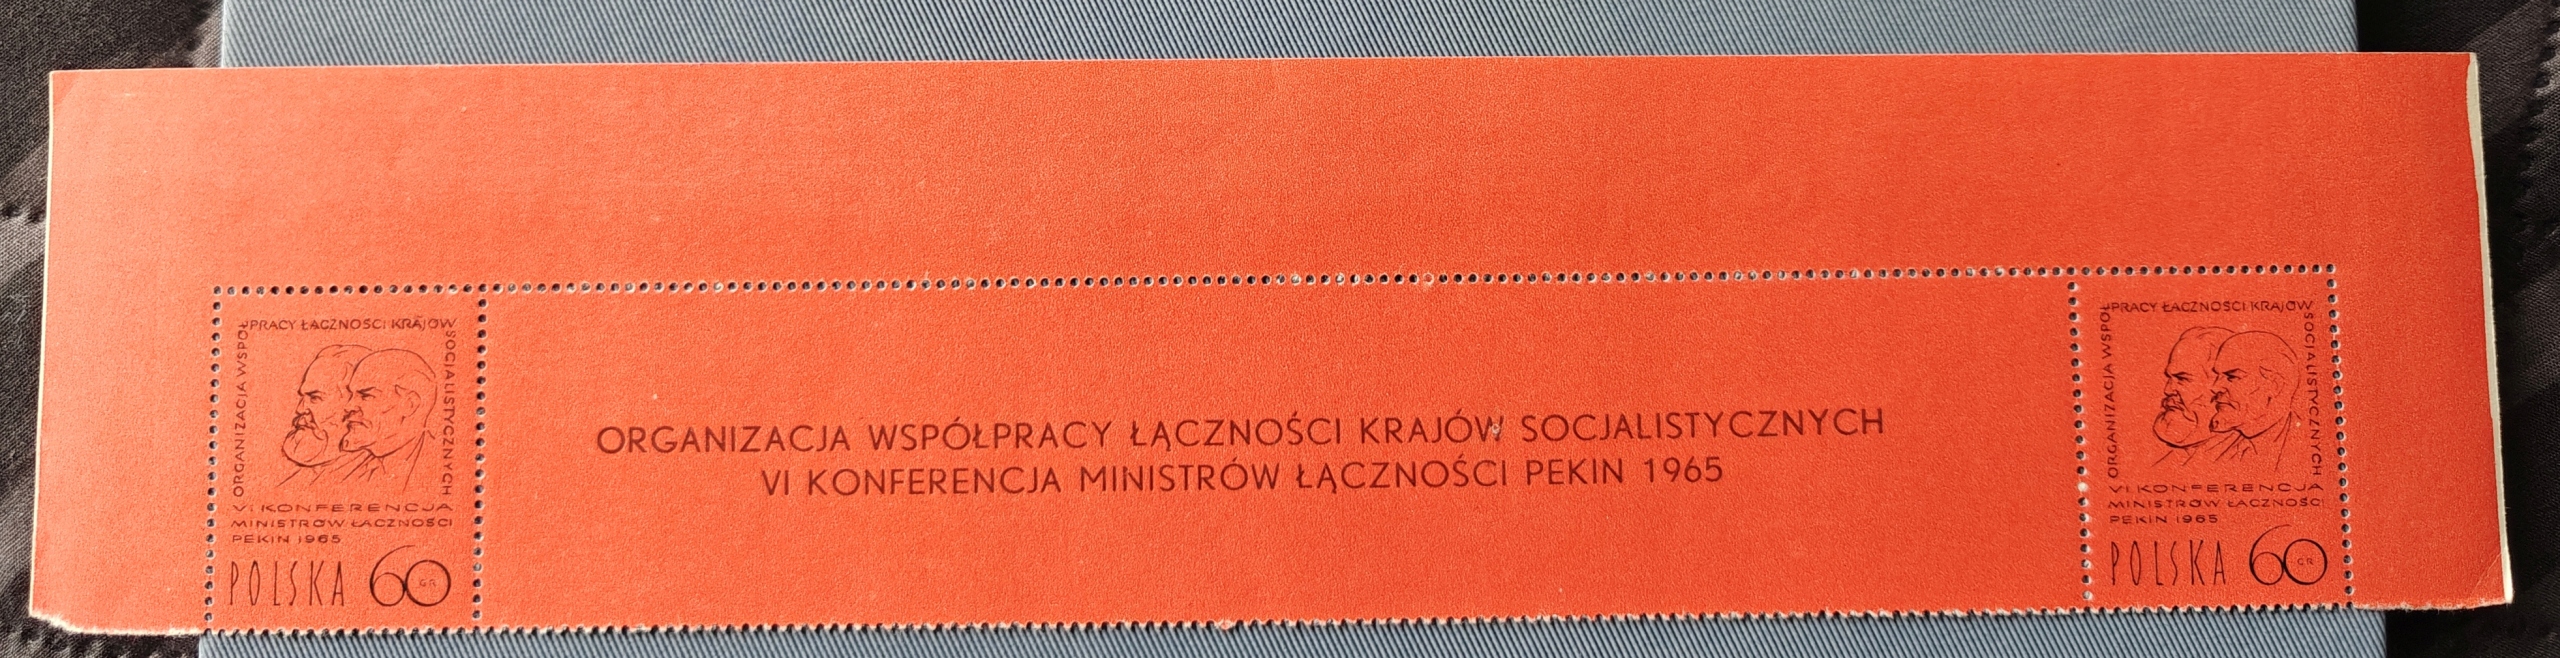 ORGANIZACJA WSPÓŁPRACY ŁĄCZNOŚCI KRAJÓW SOCJALISTYCZNYCH
VI KONFERENCJA
MINISTRÓW ŁĄCZNOŚCI
PEKIN 1965
POLSKA 60 GR
ORGANIZACJA WSPÓŁPRACY ŁĄCZNOŚCI KRAJÓW SOCJALISTYCZNYCH
VI KONFERENCJA MINISTRÓW ŁĄCZNOŚCI PEKIN 1965
ORGANIZACJA WSPÓŁPRACY ŁĄCZNOŚCI KRAJÓW SOCJALISTYCZNYCH
VI KONFERENCJA
MINISTRÓW ŁĄCZNOŚCI
PEKIN 1965
POLSKA 60 GR